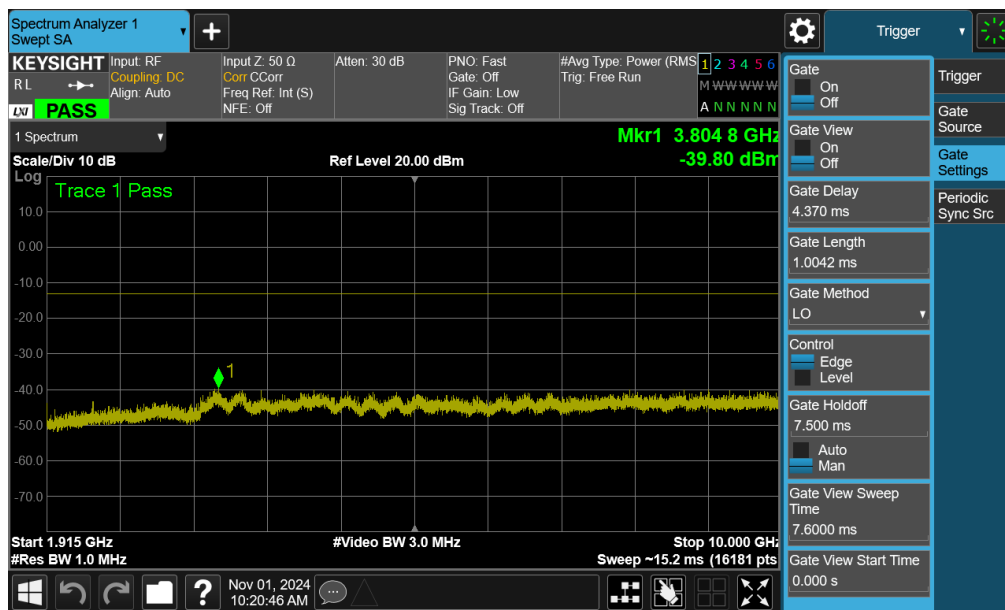 Spectrum Analyzer 1
Swept SA
+
Trigger
KEYSIGHT
R L
LXI PASS
Input: RF
Coupling: DC
Align: Auto
Input Z: 50 Ω
Corr CCorr
Freq Ref: Int (S)
NFE: Off
Atten: 30 dB
PNO: Fast
Gate: Off
IF Gain: Low
Sig Track: Off
#Avg Type: Power (RMS
Trig: Free Run
1 2 3 4 5 6
M W W W W W
A N N N N N
1 Spectrum
Mkr1 3.804 8 GHz
Scale/Div 10 dB
Ref Level 20.00 dBm
-39.80 dBm
Log
Trace 1 Pass
10.0
0.00
-10.0
-20.0
-30.0
1
-40.0
-50.0
-60.0
-70.0
Start 1.915 GHz
#Video BW 3.0 MHz
Stop 10.000 GHz
#Res BW 1.0 MHz
Sweep ~15.2 ms (16181 pts
?
Nov 01, 2024
10:20:46 AM
Gate
On
Off
Gate View
On
Off
Gate Delay
4.370 ms
Gate Length
1.0042 ms
Gate Method
LO
Control
Edge
Level
Gate Holdoff
7.500 ms
Auto
Man
Gate View Sweep
Time
7.6000 ms
Gate View Start Time
0.000 s
Trigger
Gate
Source
Gate
Settings
Periodic
Sync Src